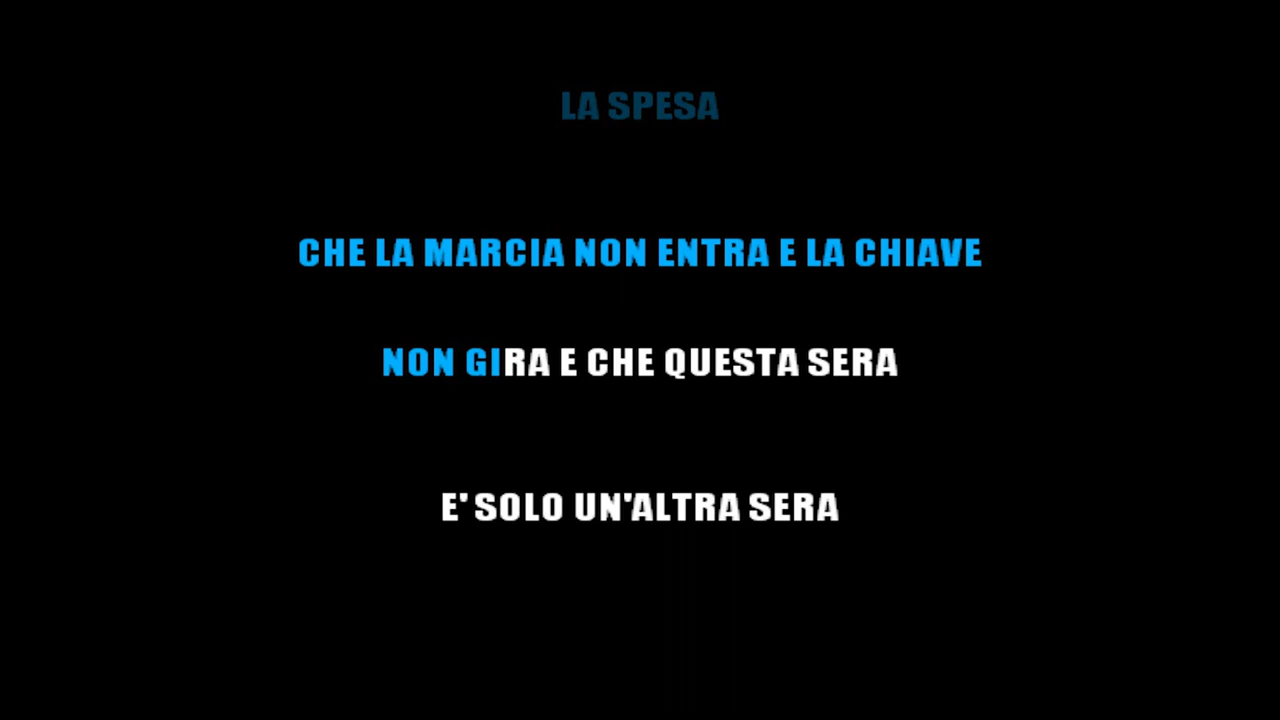 LA SPESA
CHE LA MARCIA NON ENTRA E LA CHIAVE
NON GIRA E CHE QUESTA SERA
E' SOLO UN'ALTRA SERA